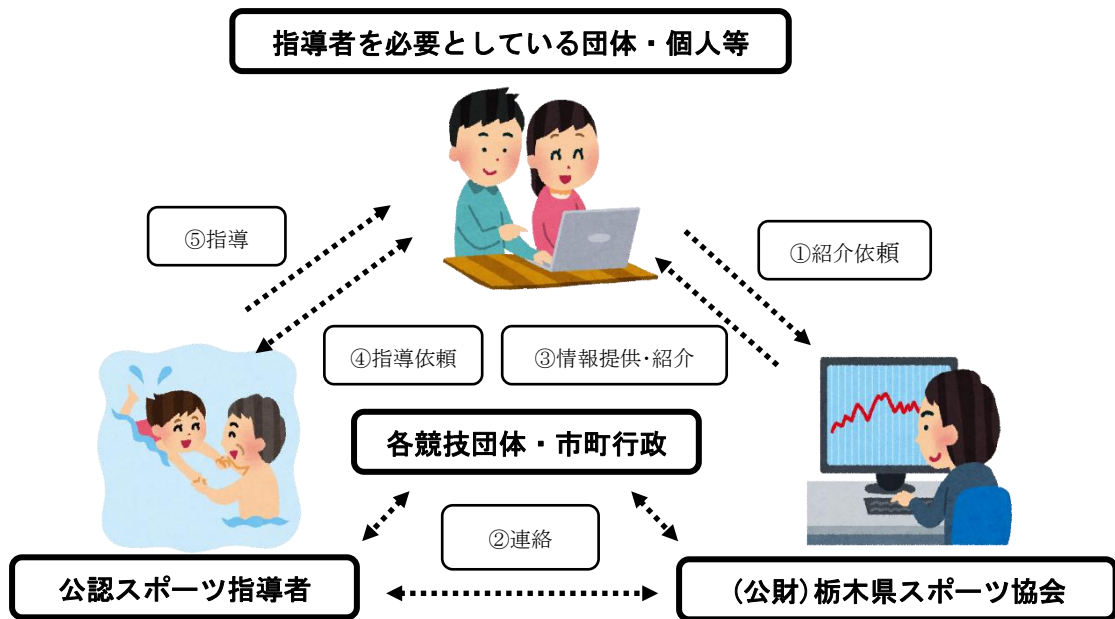 指導者を必要としている団体・個人等
⑤指導
①紹介依頼
④指導依頼
③情報提供・紹介
各競技団体・市町行政
②連絡
公認スポーツ指導者
(公財)栃木県スポーツ協会